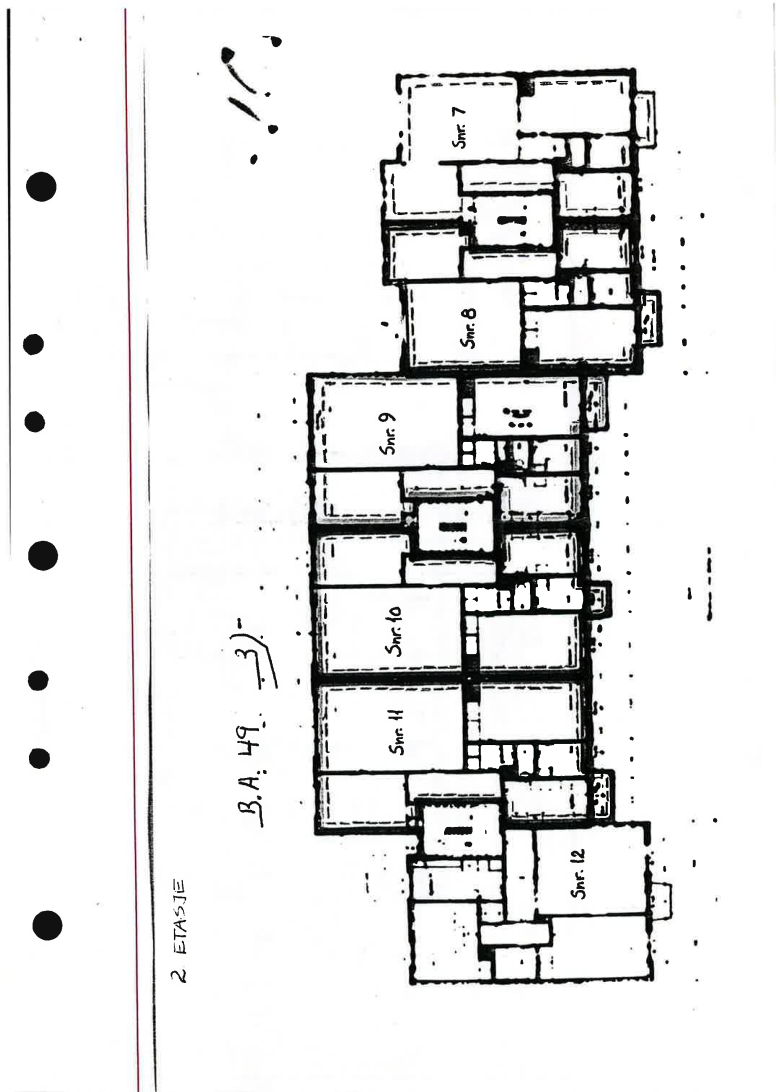 Snr. 7
Snr. 8
Snr. 9
Snr. 10
Snr. 11
Snr. 12
B.A: 49. 3)-
2 ETASJE